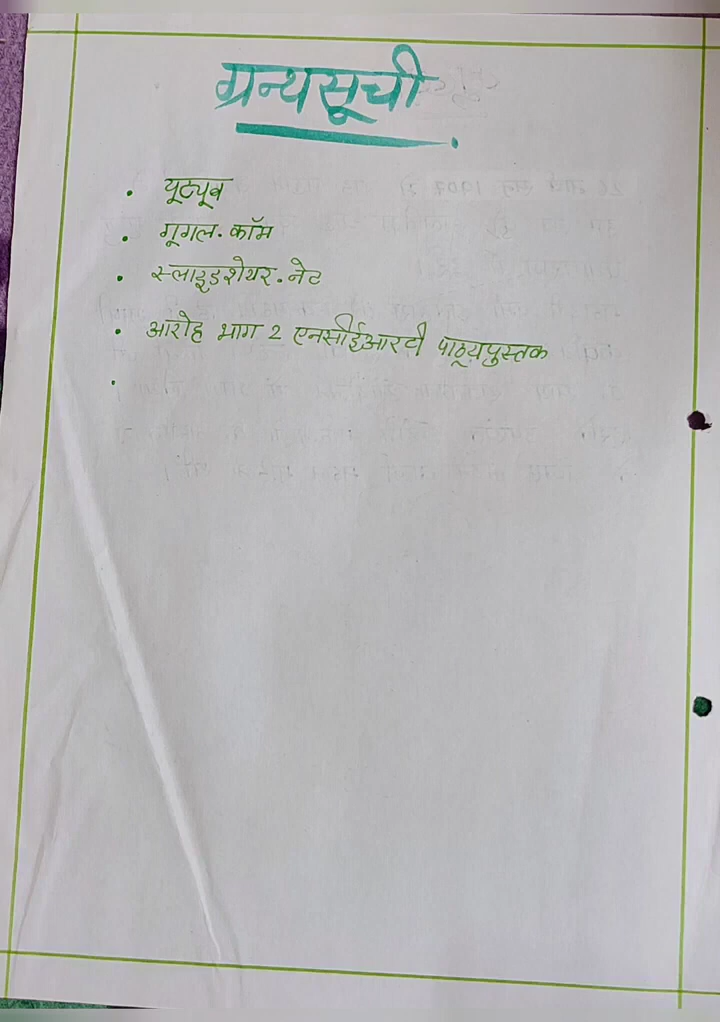 ग्रन्थसूची
• यूट्यूब
• गूगल.कॉम
• स्लाइडशेयर.नेट
• आरोह भाग 2 एनसीईआरटी पाठ्यपुस्तक
•